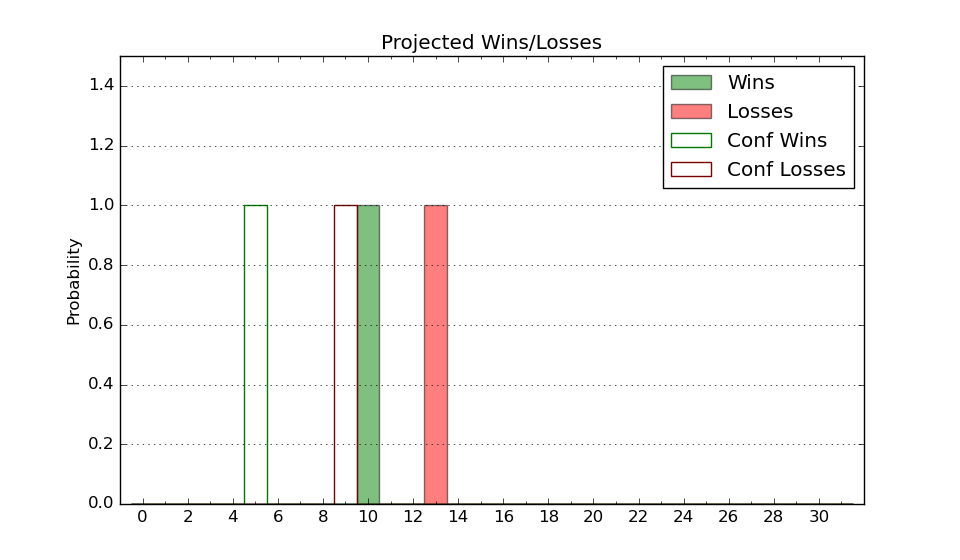 Projected Wins/Losses
Wins
Losses
Conf Wins
Conf Losses
Probability
1.4
1.2
1.0
0.8
0.6
0.4
0.2
0.0
0 2 4 6 8 10 12 14 16 18 20 22 24 26 28 30